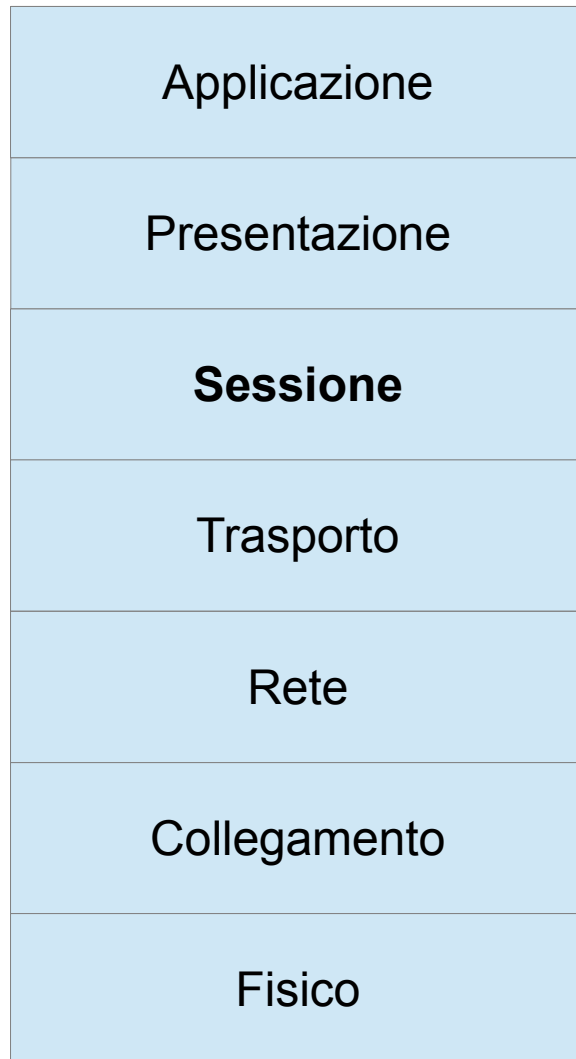 Applicazione
Presentazione
Sessione
Trasporto
Rete
Collegamento
Fisico